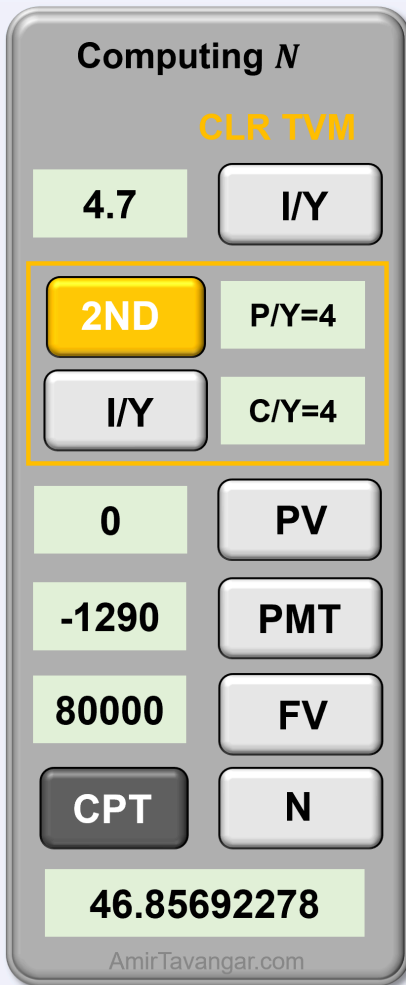 Computing N
CLR TVM
4.7 I/Y
2ND P/Y=4
I/Y C/Y=4
0 PV
-1290 PMT
80000 FV
CPT N
46.85692278
AmirTavangar.com